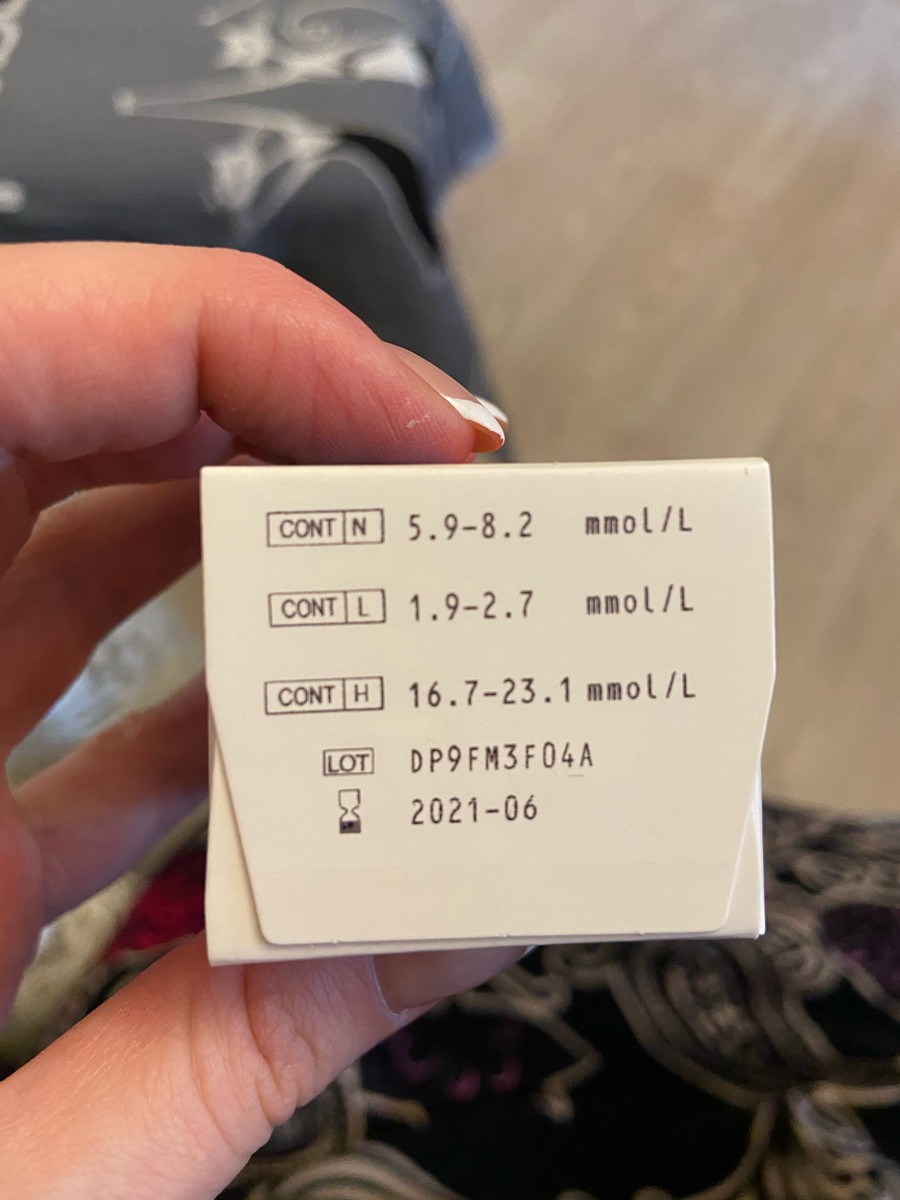 CONT N 5.9-8.2 mmol/L
CONT L 1.9-2.7 mmol/L
CONT H 16.7-23.1 mmol/L
LOT DP9FM3F04A
2021-06